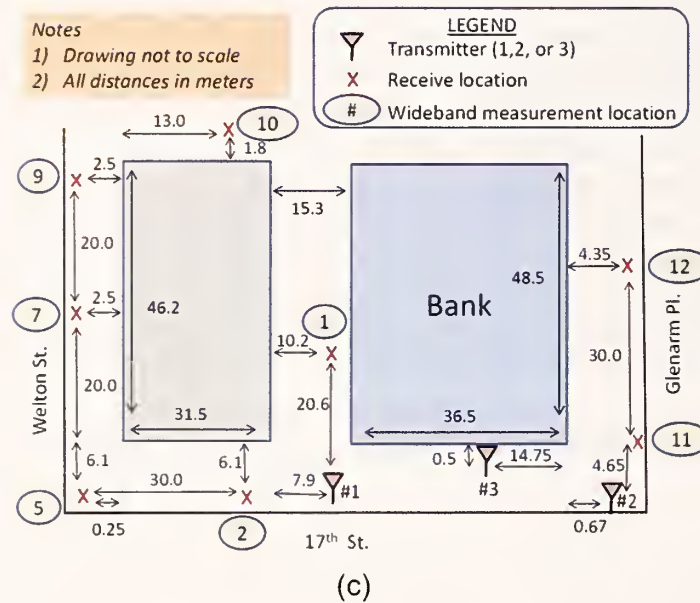 Notes
1) Drawing not to scale
2) All distances in meters
LEGEND
Transmitter (1,2, or 3)
X Receive location
# Wideband measurement location
13.0
X
10
1.8
9
2.5
X
15.3
20.0
4.35
X
12
46.2
48.5
7
2.5
X
Bank
1
10.2
X
30.0
Welton St.
Glenarm Pl.
20.0
20.6
31.5
36.5
X
11
6.1
6.1
0.5
14.75
4.65
30.0
7.9
#1
#3
#2
5
X
X
0.25
2
17th St.
0.67
(c)